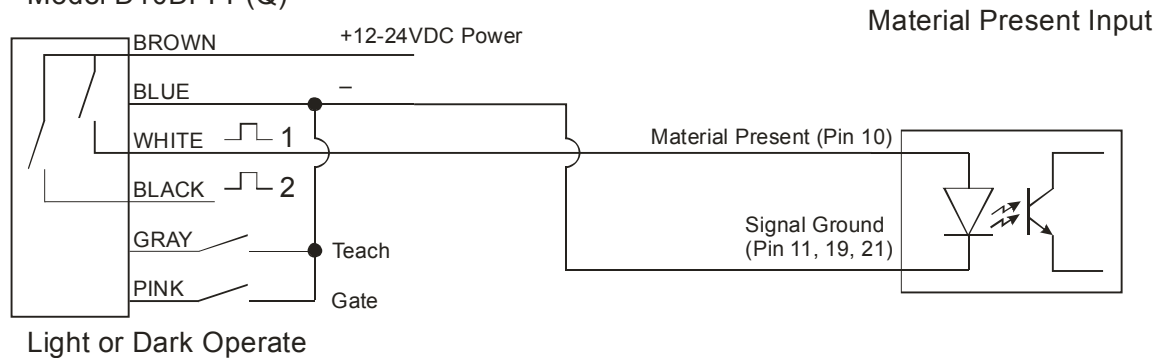 Material Present Input
BROWN
+12-24VDC Power
BLUE
–
WHITE 1
Material Present (Pin 10)
BLACK 2
Signal Ground
(Pin 11, 19, 21)
GRAY
Teach
PINK
Gate
Light or Dark Operate